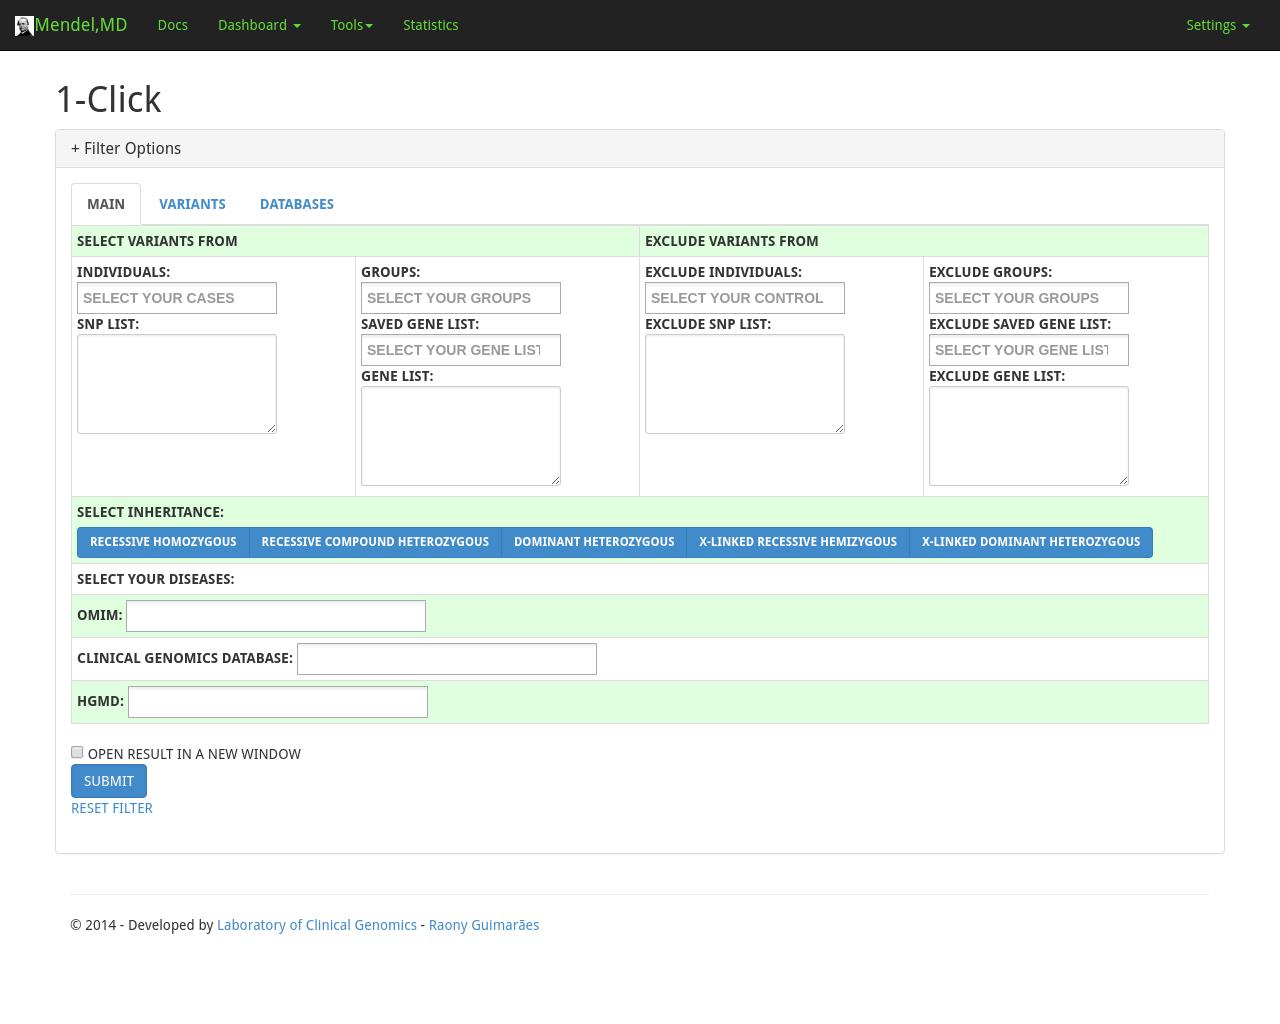 Mendel,MD Docs Dashboard Tools Statistics Settings
1-Click
+ Filter Options
MAIN VARIANTS DATABASES
SELECT VARIANTS FROM EXCLUDE VARIANTS FROM
INDIVIDUALS: GROUPS: EXCLUDE INDIVIDUALS: EXCLUDE GROUPS:
SELECT YOUR CASES SELECT YOUR GROUPS SELECT YOUR CONTROL SELECT YOUR GROUPS
SNP LIST: SAVED GENE LIST: EXCLUDE SNP LIST: EXCLUDE SAVED GENE LIST:
SELECT YOUR GENE LIST SELECT YOUR GENE LIST
GENE LIST: EXCLUDE GENE LIST:
SELECT INHERITANCE:
RECESSIVE HOMOZYGOUS RECESSIVE COMPOUND HETEROZYGOUS DOMINANT HETEROZYGOUS X-LINKED RECESSIVE HEMIZYGOUS X-LINKED DOMINANT HETEROZYGOUS
SELECT YOUR DISEASES:
OMIM:
CLINICAL GENOMICS DATABASE:
HGMD:
OPEN RESULT IN A NEW WINDOW
SUBMIT
RESET FILTER
© 2014 - Developed by Laboratory of Clinical Genomics - Raony Guimarães